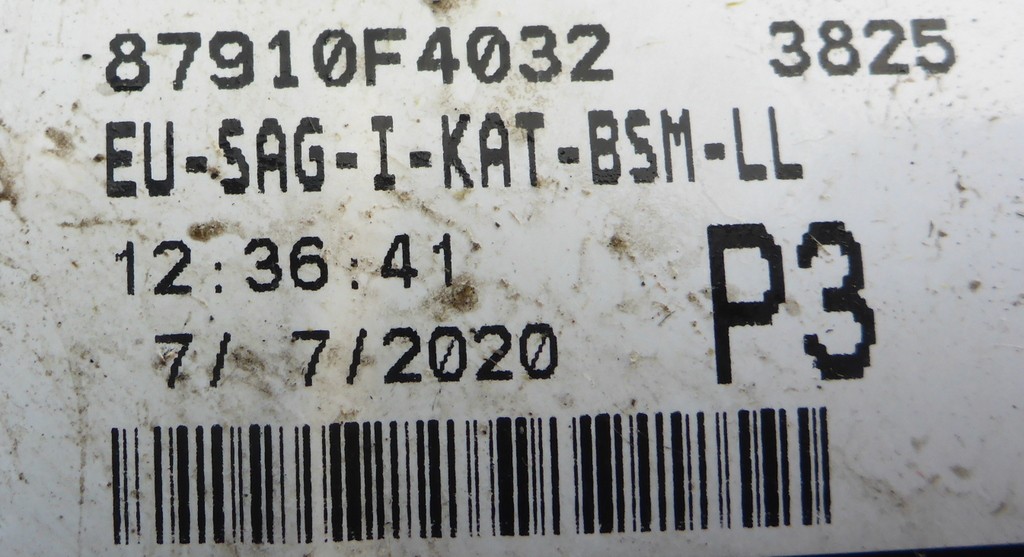 87910F4032 3825
EU-SAG-I-KAT-BSM-LL
12:36:41
P3
7/ 7/2020